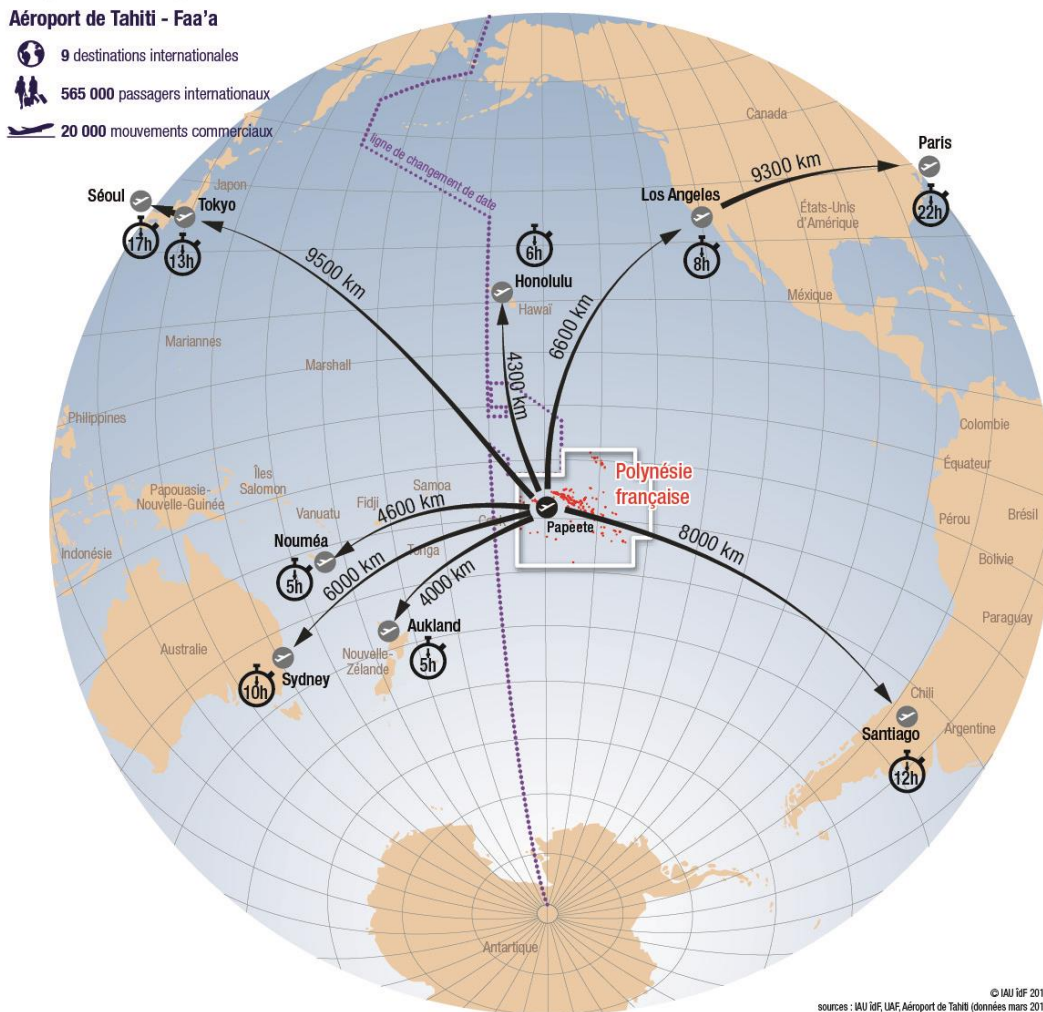 Aéroport de Tahiti - Faa'a
9 destinations internationales
565 000 passagers internationaux
20 000 mouvements commerciaux
ligne de changement de date
Canada
Paris
9300 km
22h
Japon
Séoul
Tokyo
17h
13h
Los Angeles
8h
États-Unis
d'Amérique
6h
Honolulu
Hawaï
9500 km
4300 km
6600 km
Méxique
Mariannes
Marshall
Philippines
Colombie
Équateur
Polynésie
française
Îles
Salomon
Samoa
Papouasie-
Nouvelle-Guinée
Fidji
Vanuatu
4600 km
Papeete
Pérou
Brésil
8000 km
Indonésie
Nouméa
5h
6000 km
Tonga
4000 km
Bolivie
Paraguay
Australie
Aukland
5h
Nouvelle-
Zélande
Sydney
10h
Chili
Santiago
Argentine
12h
Antartique
© IAU îdF 201
sources : IAU îdF, UAF, Aéroport de Tahiti (données mars 201